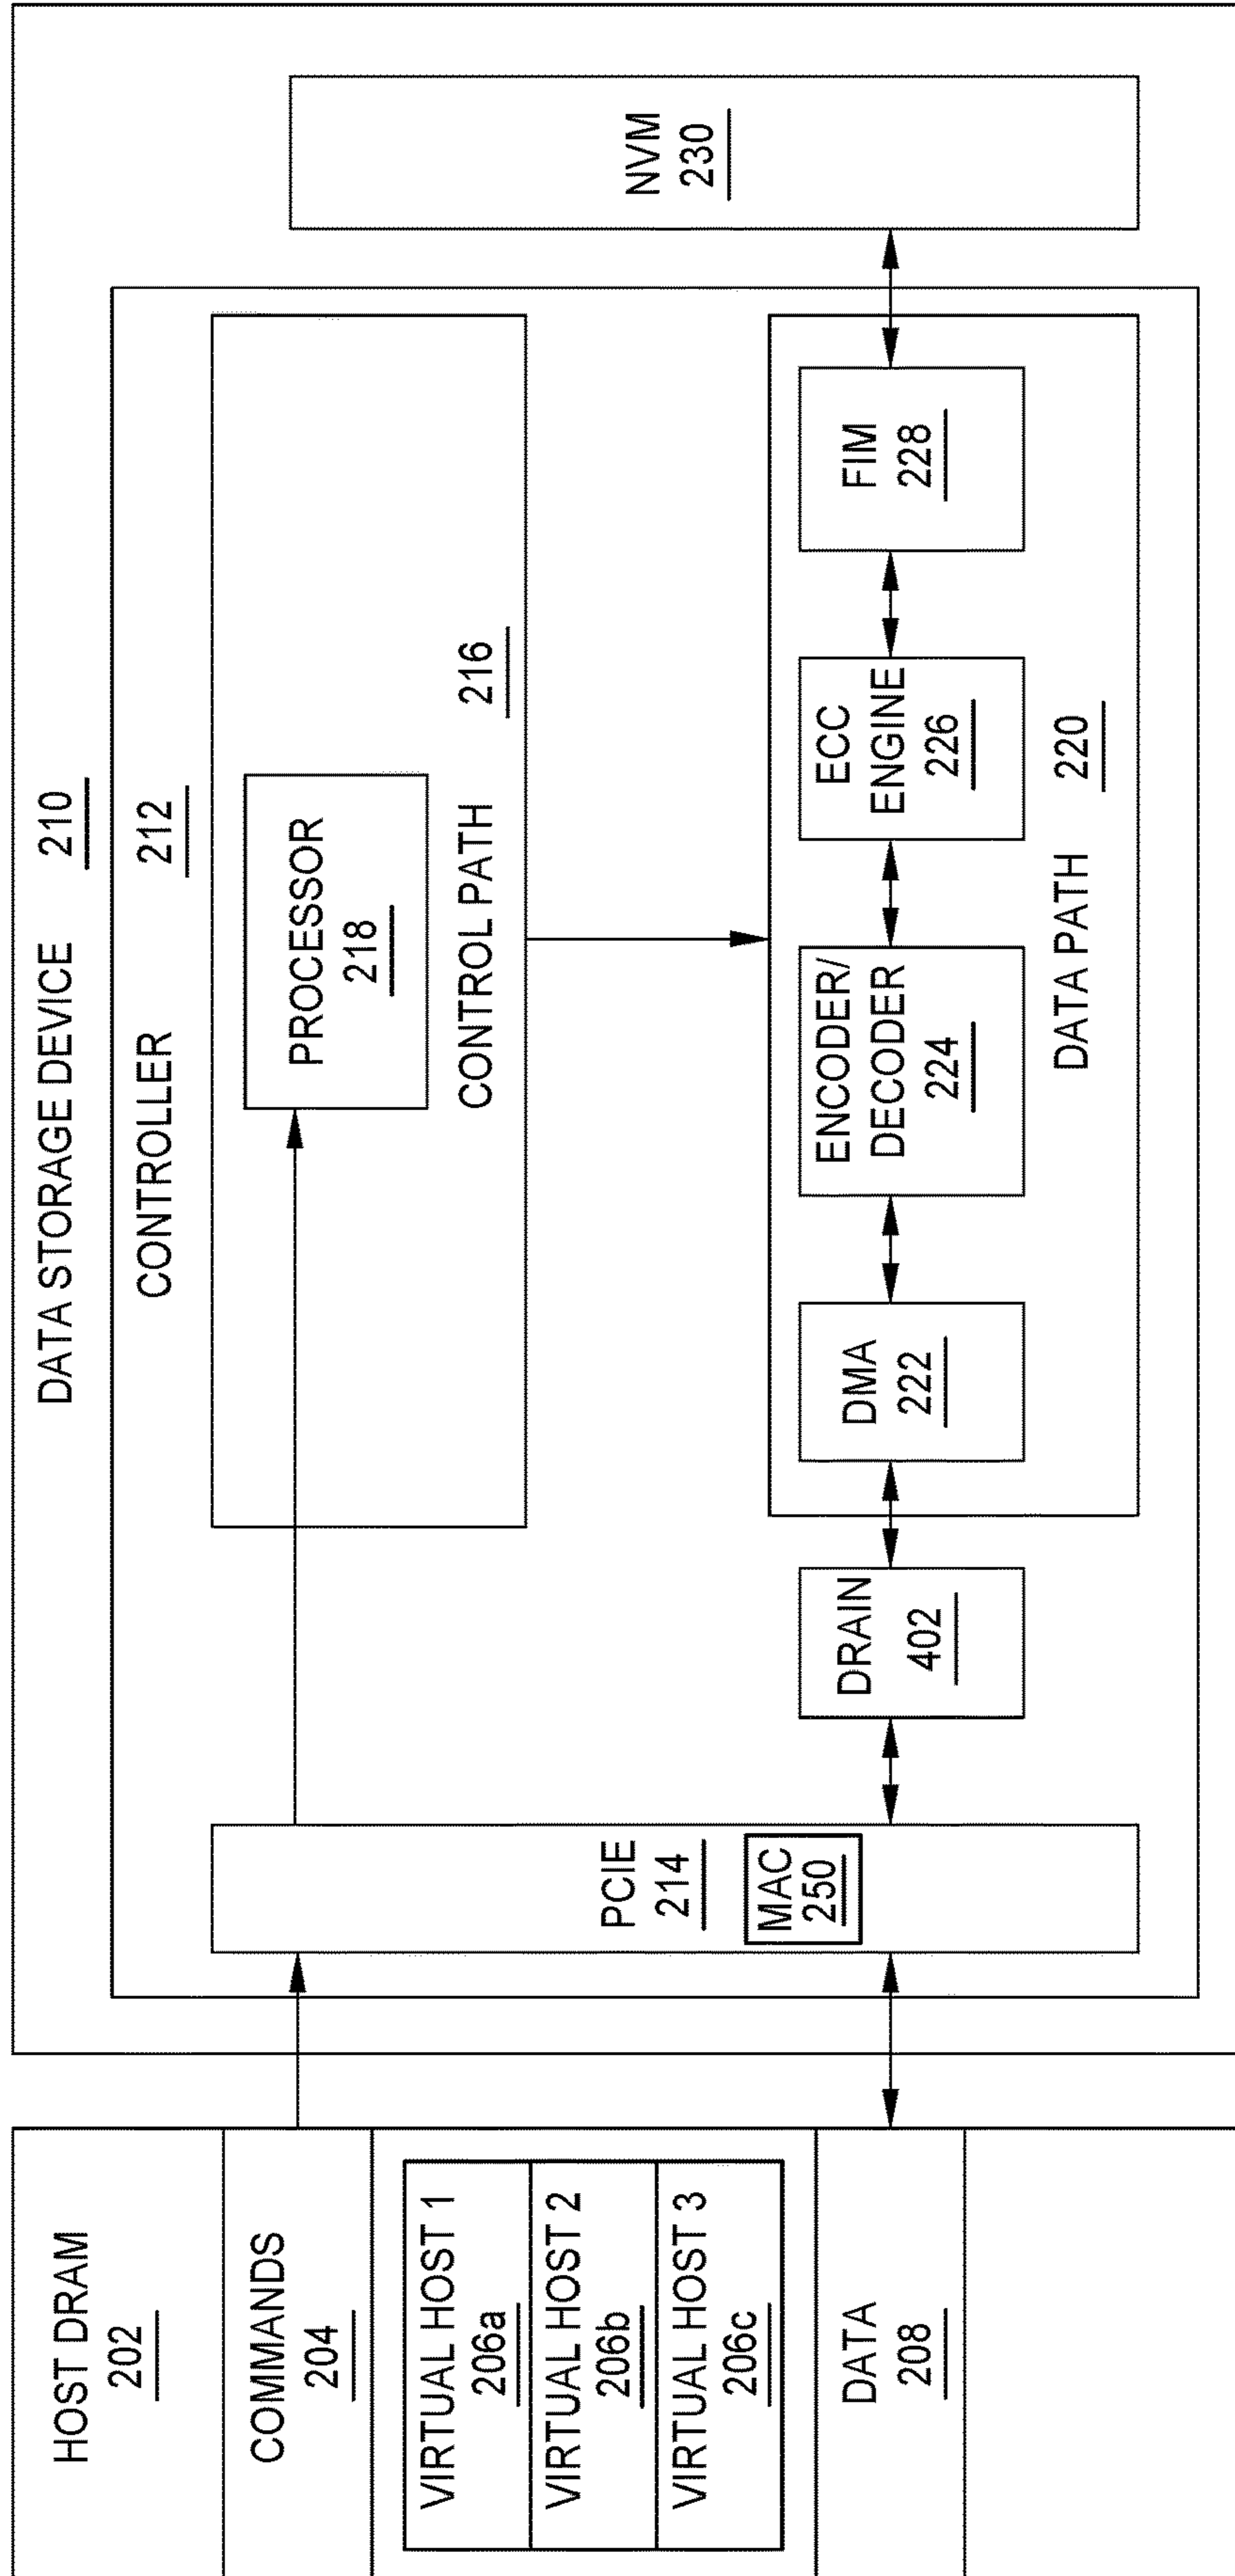 HOST DRAM
202
COMMANDS
204
VIRTUAL HOST 1
206a
VIRTUAL HOST 2
206b
VIRTUAL HOST 3
206c
DATA
208
DATA STORAGE DEVICE 210
CONTROLLER 212
PCIE
214
MAC
250
PROCESSOR
218
CONTROL PATH 216
DRAIN
402
DMA
222
ENCODER/
DECODER
224
ECC
ENGINE
226
FIM
228
DATA PATH 220
NVM
230